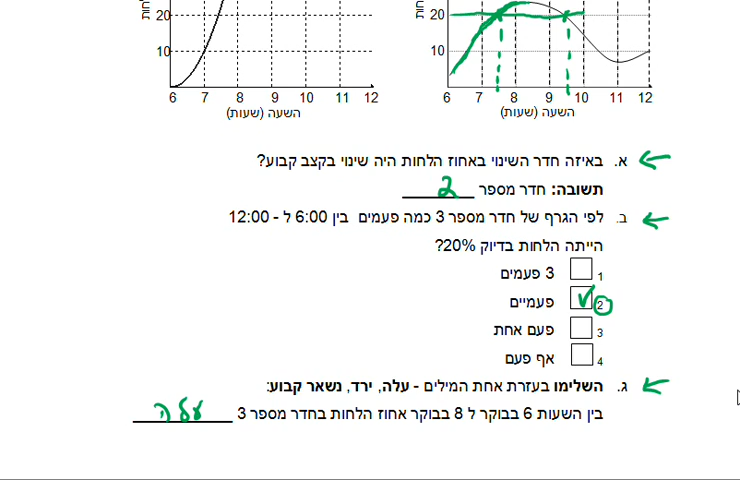 חות 20 10
6 7 8 9 10 11 12
השעה (שעות)
חות 20 10
6 7 8 9 10 11 12
השעה (שעות)
א. באיזה חדר השינוי באחוז הלחות היה שינוי בקצב קבוע?
תשובה: חדר מספר 2
ב. לפי הגרף של חדר מספר 3 כמה פעמים בין 6:00 ל - 12:00
הייתה הלחות בדיוק 20%?
1 3 פעמים
2 פעמיים
3 פעם אחת
4 אף פעם
ג. השלימו בעזרת אחת המילים - עלה, ירד, נשאר קבוע:
בין השעות 6 בבוקר ל 8 בבוקר אחוז הלחות בחדר מספר 3 עלה